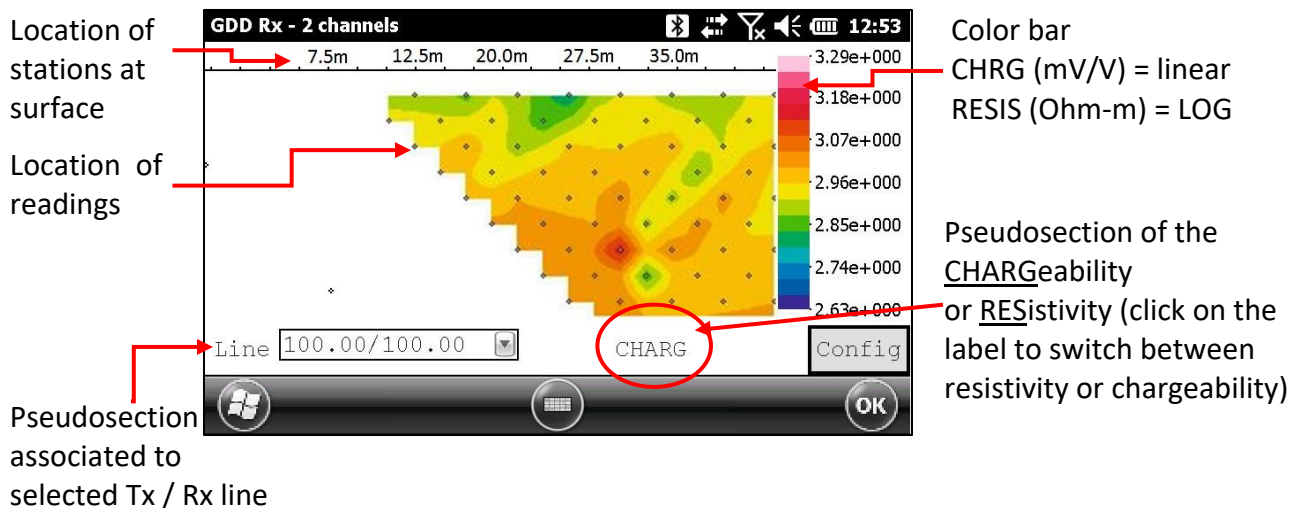 Location of
stations at
surface
Location of
readings
Pseudosection
associated to
selected Tx / Rx line
GDD Rx - 2 channels
12:53
7.5m 12.5m 20.0m 27.5m 35.0m
3.29e+000
3.18e+000
3.07e+000
2.96e+000
2.85e+000
2.74e+000
2.63e+000
Line 100.00/100.00
CHARG
Config
OK
Color bar
CHRG (mV/V) = linear
RESIS (Ohm-m) = LOG
Pseudosection of the
CHARGeability
or RESistivity (click on the
label to switch between
resistivity or chargeability)